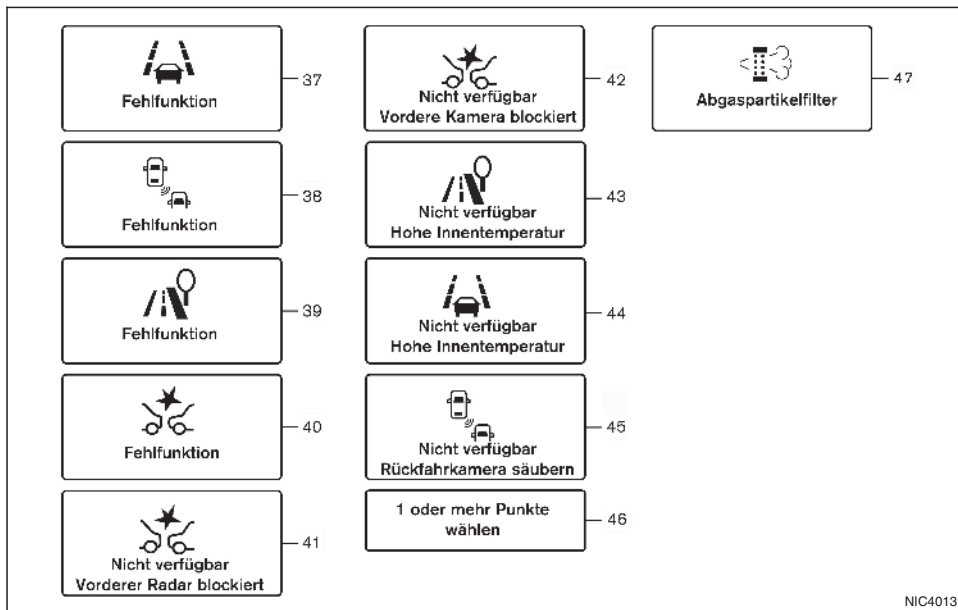 Fehlfunktion
37
Fehlfunktion
38
Fehlfunktion
39
Fehlfunktion
40
Nicht verfügbar
Vorderer Radar blockiert
41
Nicht verfügbar
Vordere Kamera blockiert
42
Nicht verfügbar
Hohe Innentemperatur
43
Nicht verfügbar
Hohe Innentemperatur
44
Nicht verfügbar
Rückfahrkamera säubern
45
1 oder mehr Punkte
wählen
46
Abgaspartikelfilter
47
NIC4013